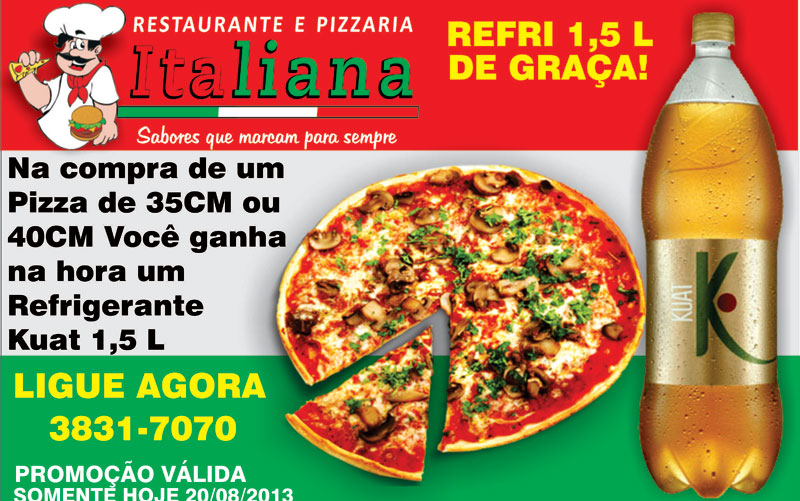 RESTAURANTE E PIZZARIA
Italiana
Sabores que marcam para sempre
REFRI 1,5 L
DE GRAÇA!
Na compra de um
Pizza de 35CM ou
40CM Você ganha
na hora um
Refrigerante
Kuat 1,5 L
KUAT
K
LIGUE AGORA
3831-7070
PROMOÇÃO VÁLIDA
SOMENTE HOJE 20/08/2013